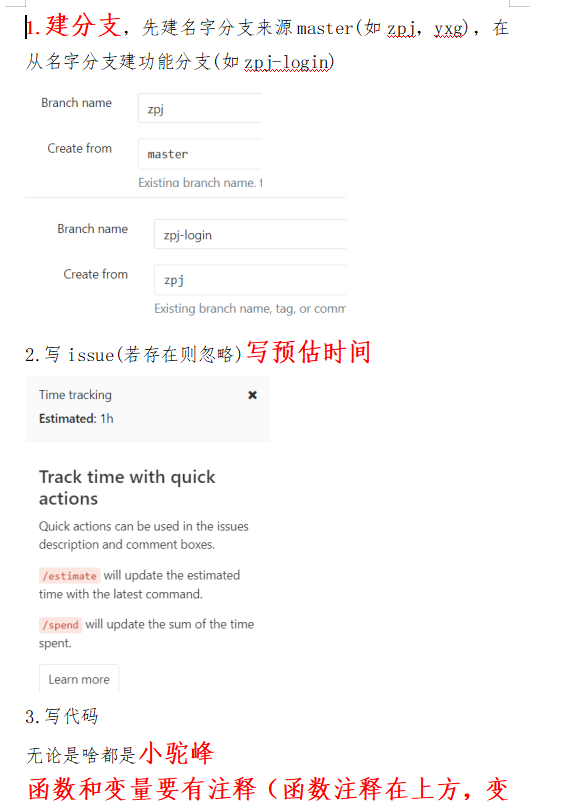 1.建分支，先建名字分支来源 master(如 zpj, yxg)，在
从名字分支建功能分支(如 zpj-login)
Branch name zpj
Create from master
Existing branch name, t
Branch name zpj-login
Create from zpj
Existing branch name, tag, or comm
2.写 issue(若存在则忽略)写预估时间
Time tracking ✖
Estimated: 1h
Track time with quick
actions
Quick actions can be used in the issues
description and comment boxes.
/estimate will update the estimated
time with the latest command.
/spend will update the sum of the time
spent.
Learn more
3.写代码
无论是啥都是小驼峰
函数和变量要有注释（函数注释在上方，变